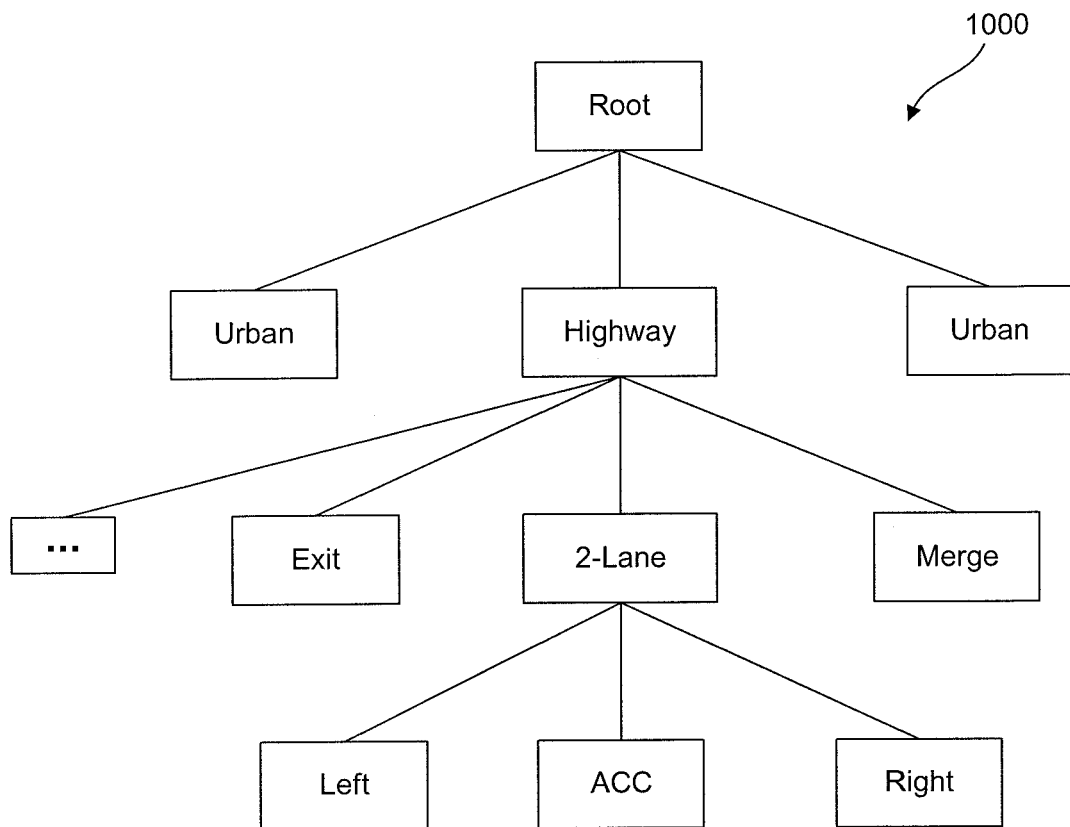 1000
Root
Urban
Highway
Urban
...
Exit
2-Lane
Merge
Left
ACC
Right